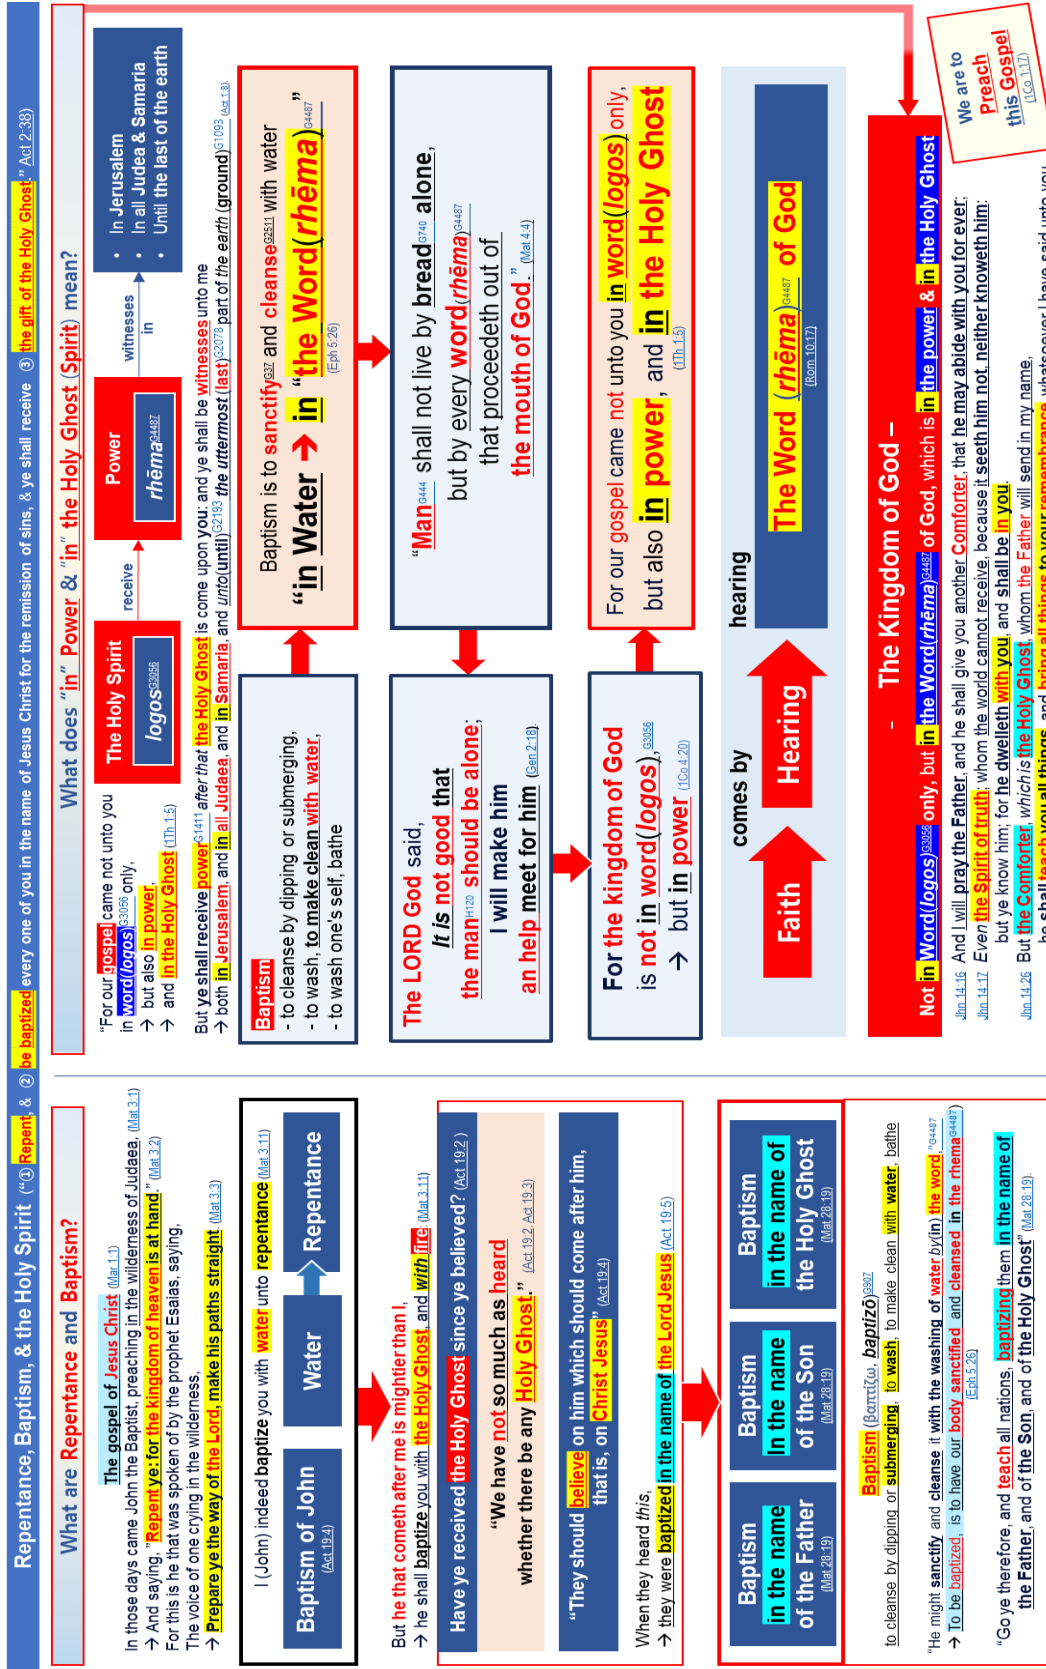 Repentance, Baptism, & the Holy Spirit ("① Repent, & ② be baptized every one of you in the name of Jesus Christ for the remission of sins, & ye shall receive ③ the gift of the Holy Ghost." Act 2:38)
What are Repentance and Baptism?
The gospel of Jesus Christ (Mar 1:1)
In those days came John the Baptist, preaching in the wilderness of Judaea, (Mat 3:1)
→ And saying, "Repent ye: for the kingdom of heaven is at hand." (Mat 3:2)
For this is he that was spoken of by the prophet Esaias, saying,
The voice of one crying in the wilderness,
→ Prepare ye the way of the Lord, make his paths straight. (Mat 3:3)
I (John) indeed baptize you with water unto repentance (Mat 3:11)
Baptism of John
(Act 19:4)
Water
Repentance
But he that cometh after me is mightier than I,
→ he shall baptize you with the Holy Ghost, and with fire: (Mat 3:11)
Have ye received the Holy Ghost since ye believed? (Act 19:2)
"We have not so much as heard
whether there be any Holy Ghost." (Act 19:2, Act 19:3)
"They should believe on him which should come after him,
that is, on Christ Jesus" (Act 19:4)
When they heard this,
→ they were baptized in the name of the Lord Jesus (Act 19:5)
Baptism
in the name
of the Father
(Mat 28:19)
Baptism
In the name
of the Son
(Mat 28:19)
Baptism
in the name of
the Holy Ghost
(Mat 28:19)
Baptism (βαπτίζω, baptizō)G907
to cleanse by dipping or submerging, to wash, to make clean with water, bathe
"He might sanctify and cleanse it with the washing of water by(in) the word,"G4487
→ To be baptized, is to have our body sanctified and cleansed in the rhemaG4487)
(Eph 5:26)
"Go ye therefore, and teach all nations, baptizing them in the name of
the Father, and of the Son, and of the Holy Ghost" (Mat 28:19).
What does "in" Power & "in" the Holy Ghost (Spirit) mean?
"For our gospel came not unto you
in word(logos)G3056 only,
→ but also in power,
→ and in the Holy Ghost (1Th 1:5)
The Holy Spirit
logosG3056
receive
Power
rhēmaG4487
witnesses
in
• In Jerusalem
• In all Judea & Samaria
• Until the last of the earth
But ye shall receive powerG1411 after that the Holy Ghost is come upon you: and ye shall be witnesses unto me
→ both in Jerusalem, and in all Judaea, and in Samaria, and unto(until)G2193 the uttermost (last)G2078 part of the earth (ground)G1093 (Act 1:8).
Baptism
- to cleanse by dipping or submerging,
- to wash, to make clean with water,
- to wash one's self, bathe
Baptism is to sanctifyG37 and cleanseG2511 with water
"in Water → in "the Word(rhēma)G4487"
(Eph 5:26)
"ManG444 shall not live by breadG740 alone,
but by every word(rhēma)G4487
that proceedeth out of
the mouth of God." (Mat 4:4)
The LORD God said,
It is not good that
the manH120 should be alone;
I will make him
an help meet for him (Gen 2:18).
For the kingdom of God
is not in word(logos),G3056
→ but in power (1Co 4:20)
For our gospel came not unto you in word(logos) only,
but also in power, and in the Holy Ghost
(1Th 1:5)
Faith
comes by
Hearing
hearing
The Word (rhēma)G4487 of God
(Rom 10:17)
- The Kingdom of God –
Not in Word(logos)G3056 only, but in the Word(rhēma)G4487 of God, which is in the power & in the Holy Ghost
We are to
Preach
this Gospel
(1Co 1:17)
Jhn 14:16 And I will pray the Father, and he shall give you another Comforter, that he may abide with you for ever;
Jhn 14:17 Even the Spirit of truth; whom the world cannot receive, because it seeth him not, neither knoweth him:
but ye know him; for he dwelleth with you, and shall be in you.
Jhn 14:26 But the Comforter, which is the Holy Ghost, whom the Father will send in my name,
he shall teach you all things, and bring all things to your remembrance, whatsoever I have said unto you.